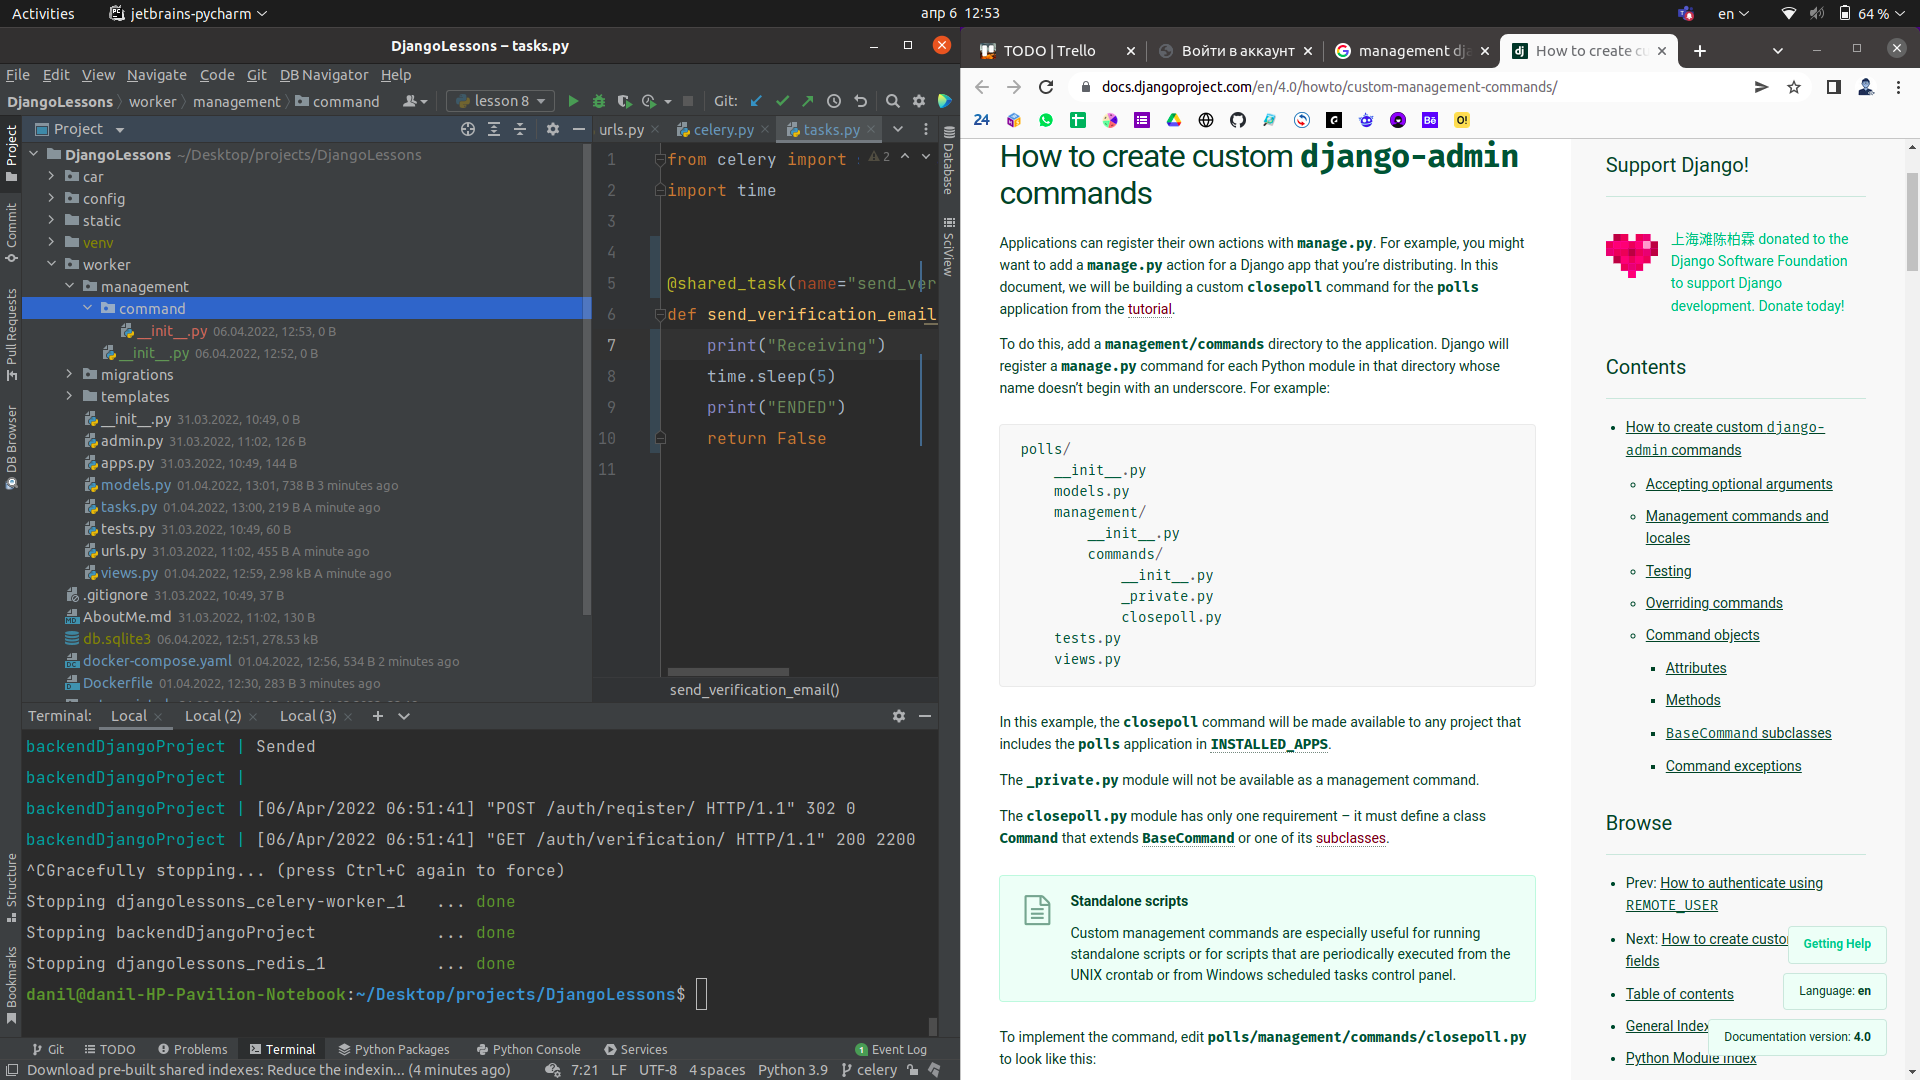 Activities
jetbrains-pycharm
апр 6 12:53
en
64 %
DjangoLessons – tasks.py
File Edit View Navigate Code Git DB Navigator Help
DjangoLessons worker management command
lesson 8
Git:
Project
urls.py
celery.py
tasks.py
DjangoLessons ~/Desktop/projects/DjangoLessons
car
config
static
venv
worker
management
command
__init__.py 06.04.2022, 12:53, 0 B
__init__.py 06.04.2022, 12:52, 0 B
migrations
templates
__init__.py 31.03.2022, 10:49, 0 B
admin.py 31.03.2022, 11:02, 126 B
apps.py 31.03.2022, 10:49, 144 B
models.py 01.04.2022, 13:01, 738 B 3 minutes ago
tasks.py 01.04.2022, 13:00, 219 B A minute ago
tests.py 31.03.2022, 10:49, 60 B
urls.py 31.03.2022, 11:02, 455 B A minute ago
views.py 01.04.2022, 12:59, 2.98 kB A minute ago
.gitignore 31.03.2022, 10:49, 37 B
AboutMe.md 31.03.2022, 11:02, 130 B
db.sqlite3 06.04.2022, 12:51, 278.53 kB
docker-compose.yaml 01.04.2022, 12:56, 534 B 2 minutes ago
Dockerfile 01.04.2022, 12:30, 283 B 3 minutes ago
Project
Commit
Pull Requests
DB Browser
Structure
Bookmarks
Database
SciView
1 from celery import
2
2 import time
3
4
5 @shared_task(name="send_ver
6 def send_verification_email
7 print("Receiving")
8 time.sleep(5)
9 print("ENDED")
10 return False
11
send_verification_email()
Terminal: Local Local (2) Local (3)
backendDjangoProject | Sended
backendDjangoProject |
backendDjangoProject | [06/Apr/2022 06:51:41] "POST /auth/register/ HTTP/1.1" 302 0
backendDjangoProject | [06/Apr/2022 06:51:41] "GET /auth/verification/ HTTP/1.1" 200 2200
^CGracefully stopping... (press Ctrl+C again to force)
Stopping djangolessons_celery-worker_1 ... done
Stopping backendDjangoProject ... done
Stopping djangolessons_redis_1 ... done
danil@danil-HP-Pavilion-Notebook:~/Desktop/projects/DjangoLessons$
Git TODO Problems Terminal Python Packages Python Console Services
1 Event Log
Download pre-built shared indexes: Reduce the indexin... (4 minutes ago)
7:21 LF UTF-8 4 spaces Python 3.9 celery
TODO | Trello
Войти в аккаунт
management dja
How to create cu
docs.djangoproject.com/en/4.0/howto/custom-management-commands/
24
Bē
O!
How to create custom django-admin
commands
Applications can register their own actions with manage.py. For example, you might
want to add a manage.py action for a Django app that you’re distributing. In this
document, we will be building a custom closepoll command for the polls
application from the tutorial.
To do this, add a management/commands directory to the application. Django will
register a manage.py command for each Python module in that directory whose
name doesn’t begin with an underscore. For example:
polls/
__init__.py
models.py
management/
__init__.py
commands/
__init__.py
_private.py
closepoll.py
tests.py
views.py
In this example, the closepoll command will be made available to any project that
includes the polls application in INSTALLED_APPS.
The _private.py module will not be available as a management command.
The closepoll.py module has only one requirement – it must define a class
Command that extends BaseCommand or one of its subclasses.
Standalone scripts
Custom management commands are especially useful for running
standalone scripts or for scripts that are periodically executed from the
UNIX crontab or from Windows scheduled tasks control panel.
To implement the command, edit polls/management/commands/closepoll.py
to look like this:
Support Django!
上海滩陈柏霖 donated to the
Django Software Foundation
to support Django
development. Donate today!
Contents
How to create custom django-
admin commands
Accepting optional arguments
Management commands and
locales
Testing
Overriding commands
Command objects
Attributes
Methods
BaseCommand subclasses
Command exceptions
Browse
Prev: How to authenticate using
REMOTE_USER
Next: How to create custo
fields
Table of contents
General Index
Python Module Index
Getting Help
Language: en
Documentation version: 4.0